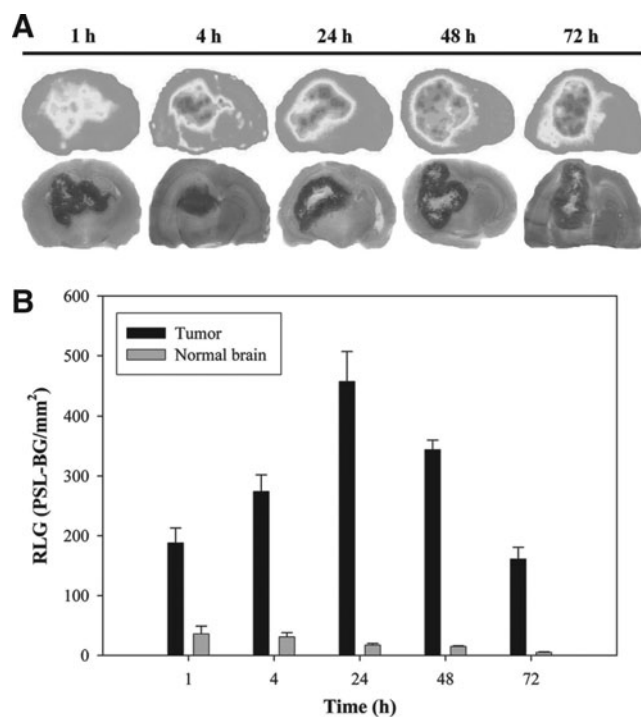 A
1 h 4 h 24 h 48 h 72 h
B
600
500
400
300
200
100
0
RLG (PSL-BG/mm²)
Tumor
Normal brain
1 4 24 48 72
Time (h)